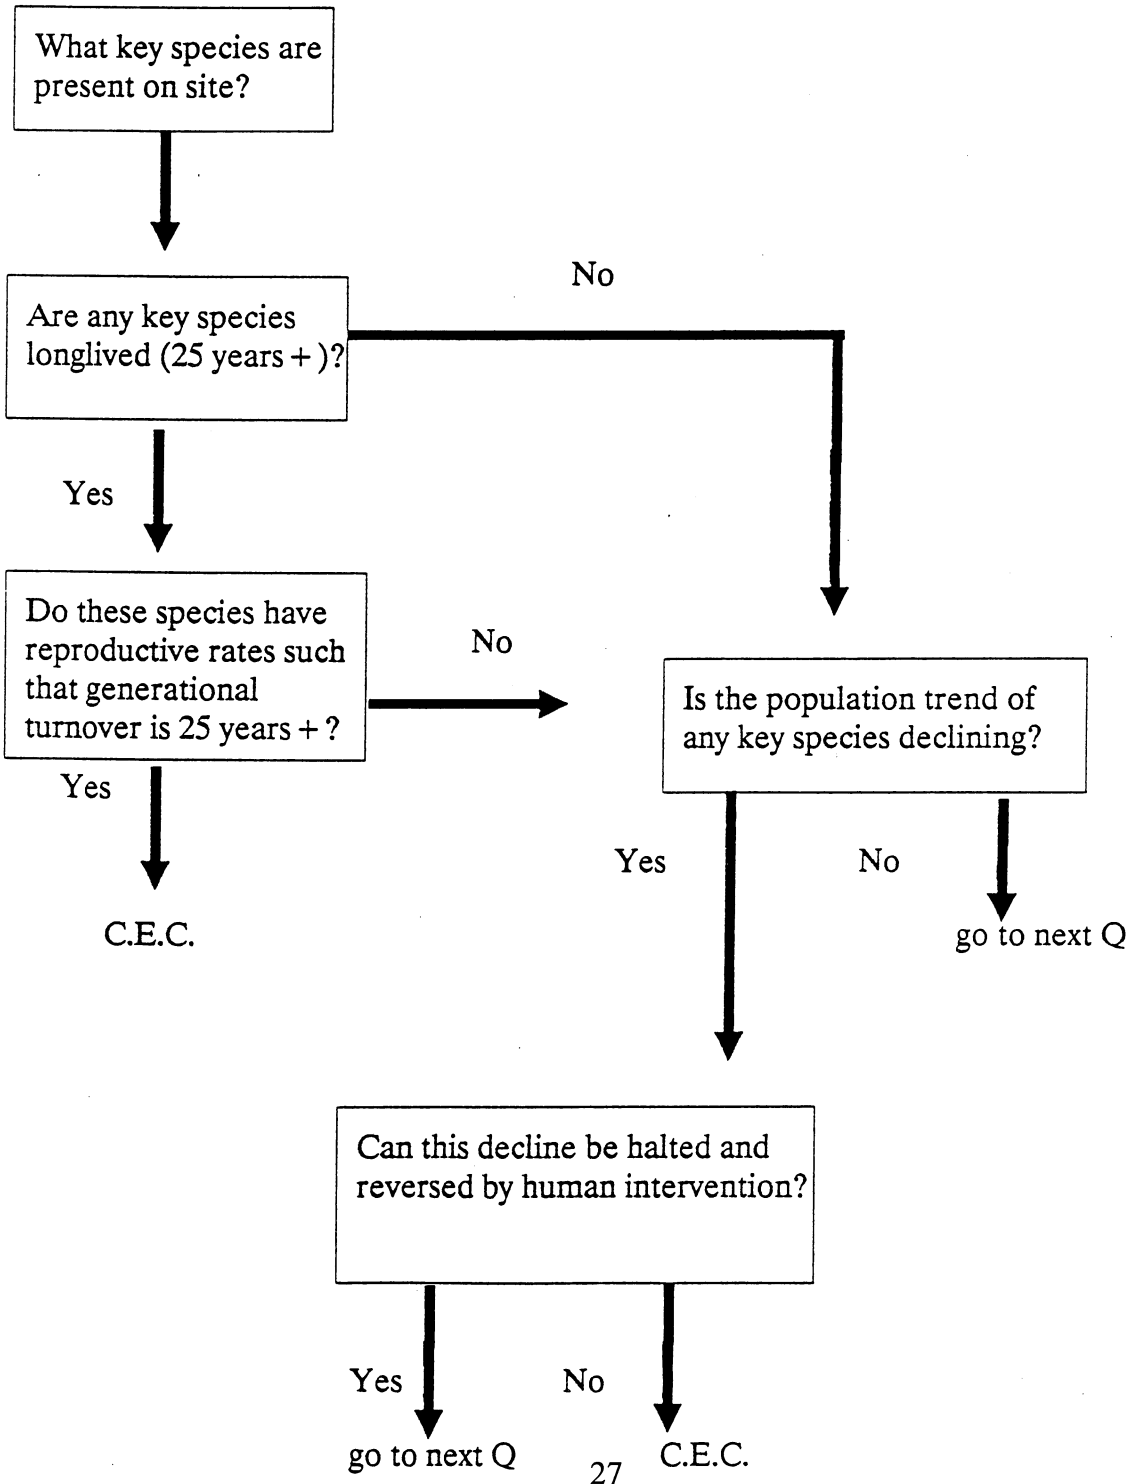 What key species are
present on site?
No
Are any key species
longlived (25 years + )?
Yes
Do these species have
reproductive rates such
that generational
turnover is 25 years + ?
No
Is the population trend of
any key species declining?
Yes
C.E.C.
Yes
No
go to next Q
Can this decline be halted and
reversed by human intervention?
Yes
No
go to next Q
C.E.C.
27